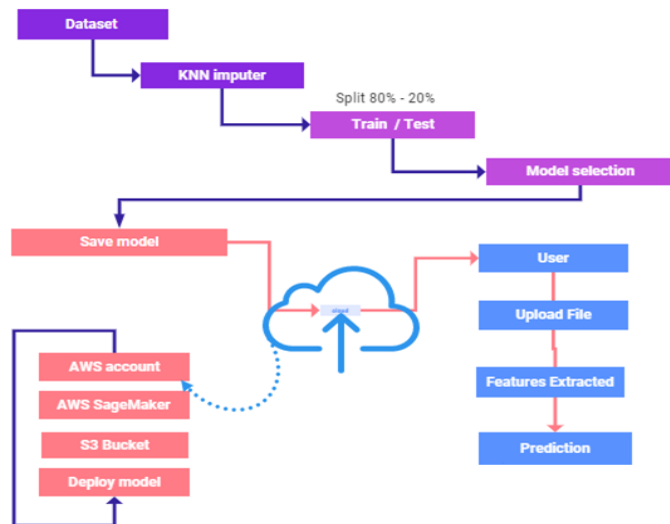 Dataset
KNN imputer
Split 80% - 20%
Train / Test
Model selection
Save model
User
cloud
Upload File
AWS account
Features Extracted
AWS SageMaker
S3 Bucket
Prediction
Deploy model